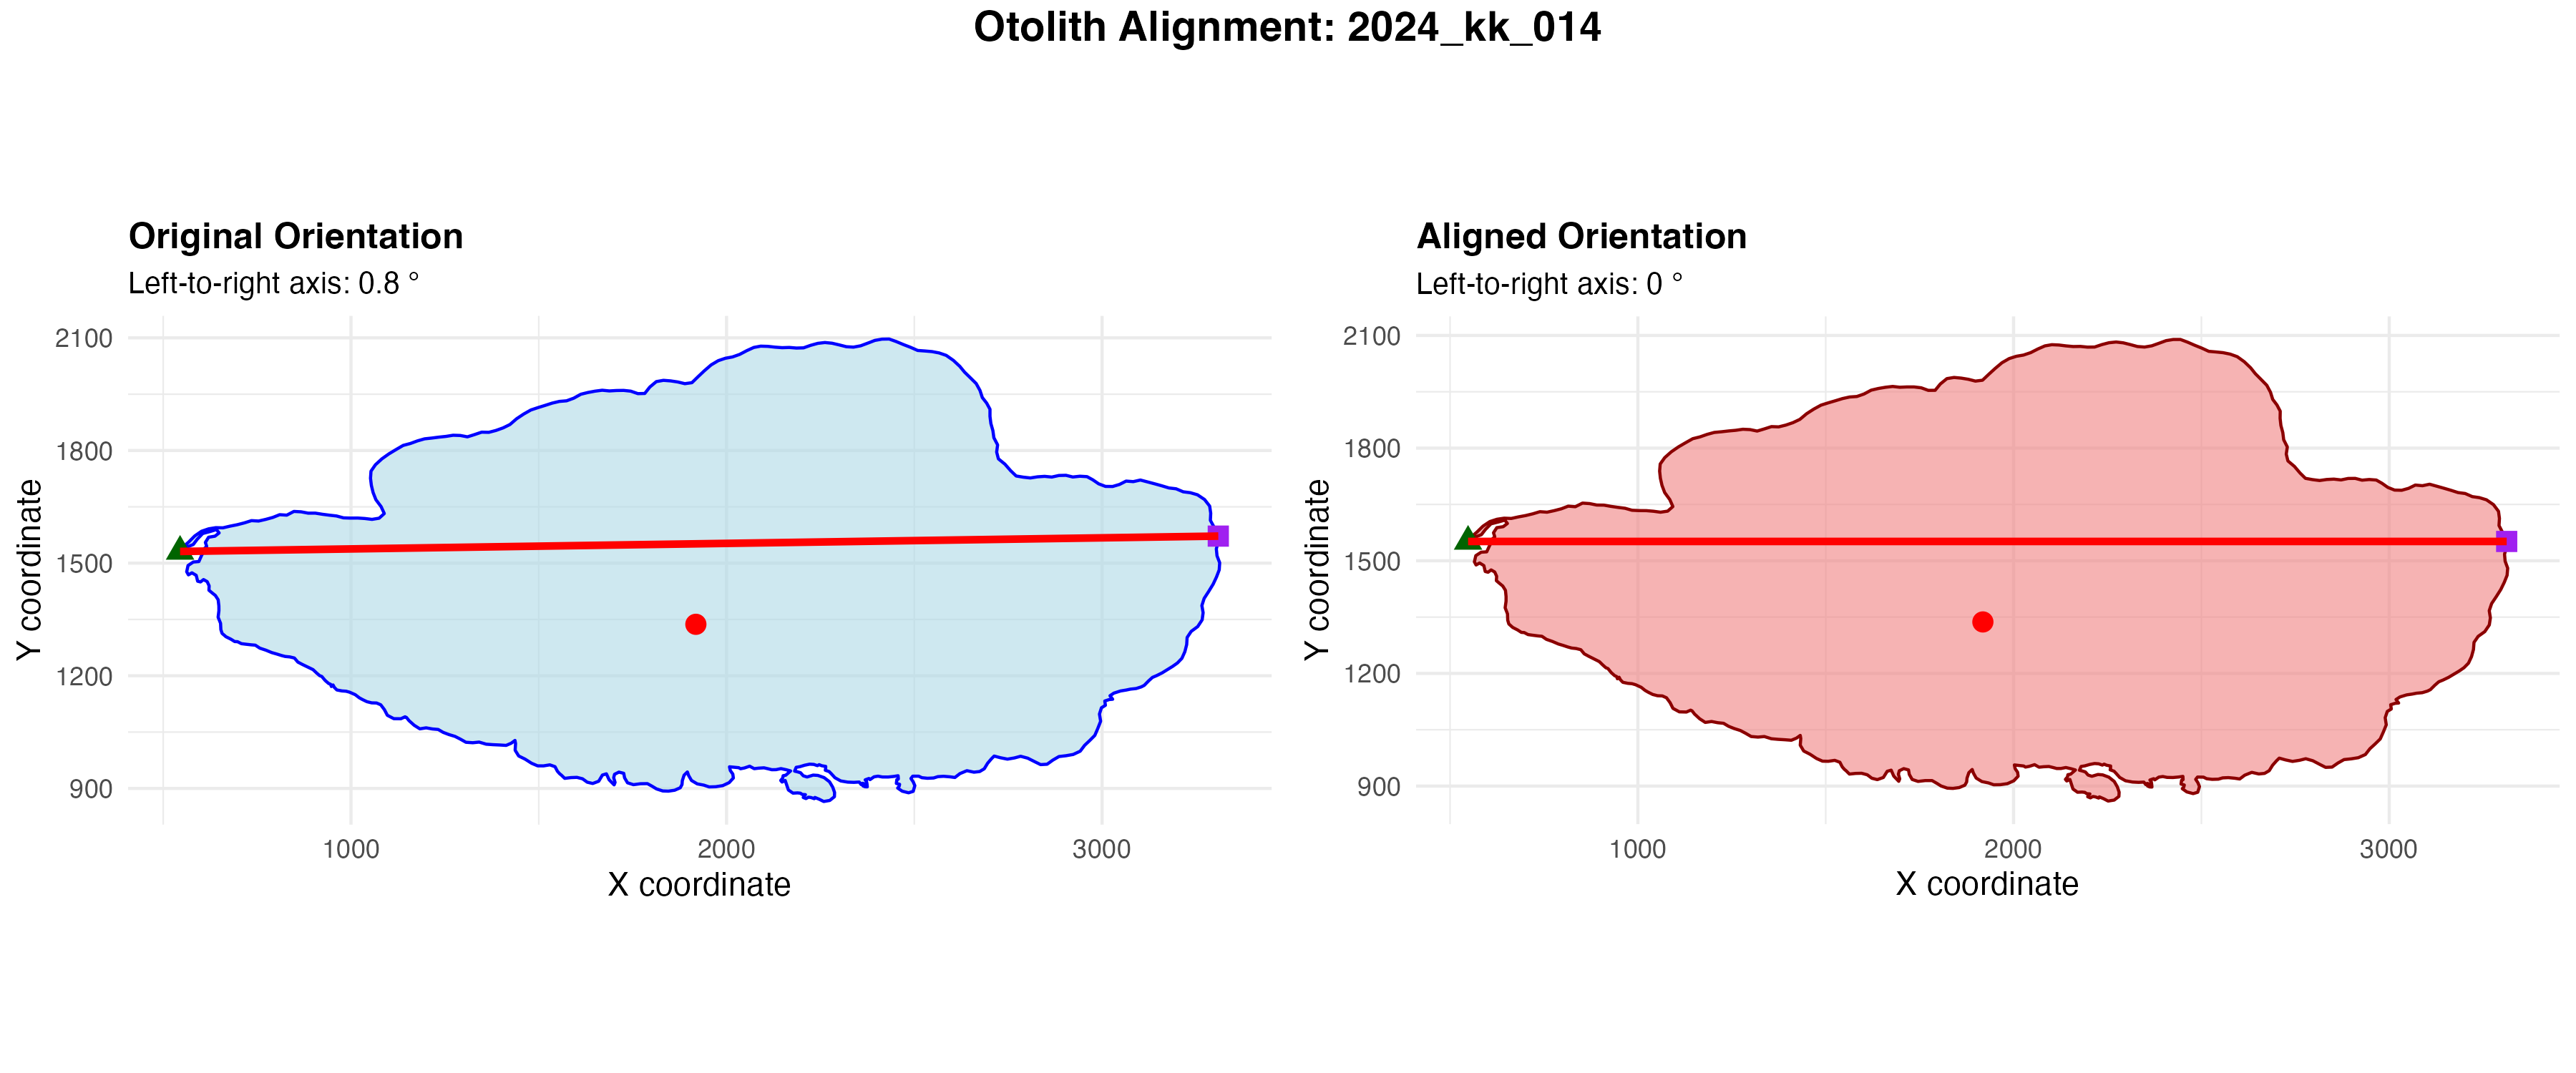 Otolith Alignment: 2024_kk_014
Original Orientation
Left-to-right axis: 0.8 °
2100
1800
1500
1200
900
Y coordinate
1000
2000
3000
X coordinate
Aligned Orientation
Left-to-right axis: 0 °
2100
1800
1500
1200
900
Y coordinate
1000
2000
3000
X coordinate